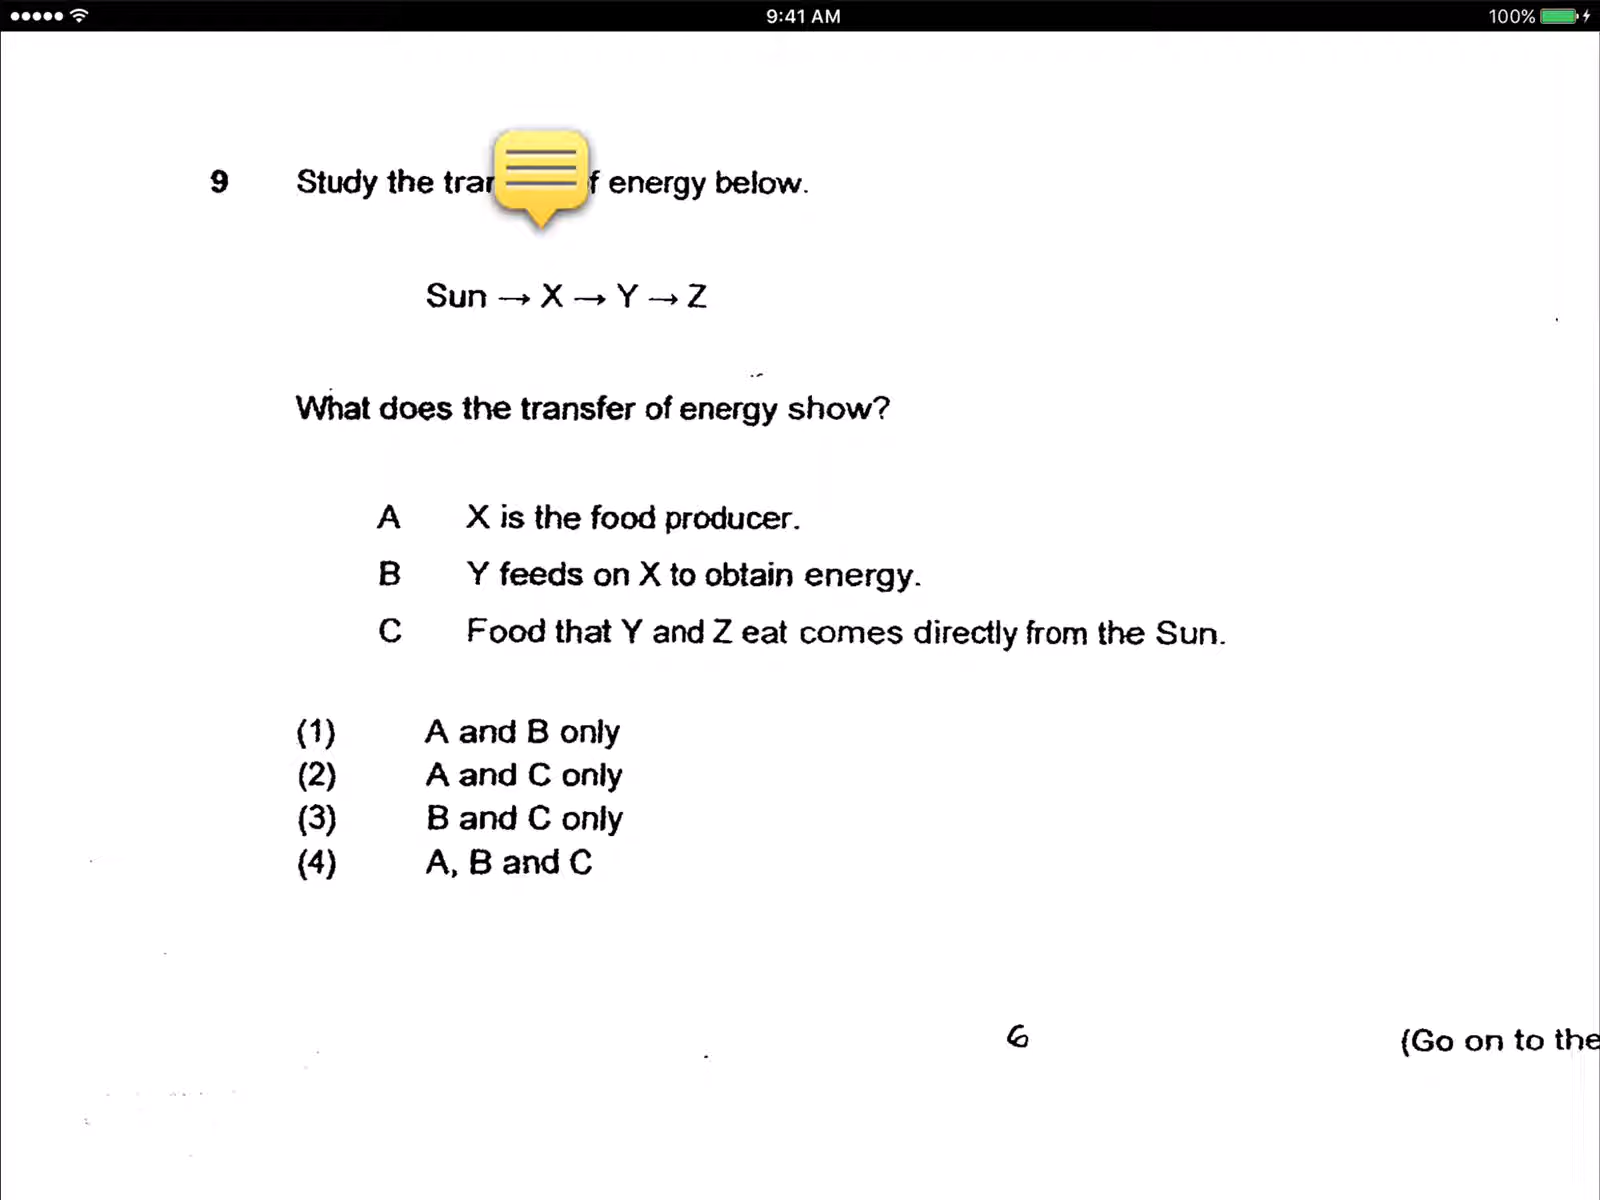 9:41 AM
100%
9 Study the tra f energy below.
Sun → X → Y → Z
What does the transfer of energy show?
A X is the food producer.
B Y feeds on X to obtain energy.
C Food that Y and Z eat comes directly from the Sun.
(1) A and B only
(2) A and C only
(3) B and C only
(4) A, B and C
6
(Go on to the